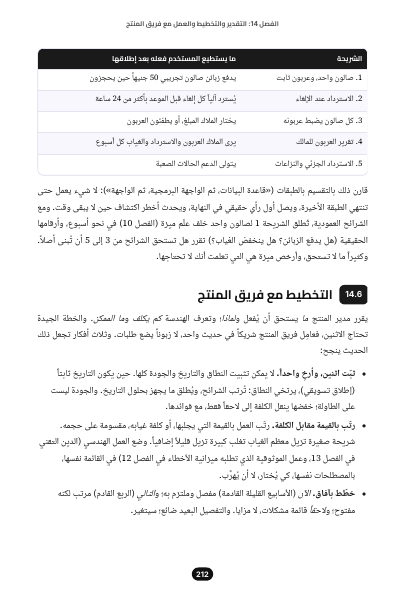 الفصل 14: التقدير والتخطيط والعمل مع فريق المنتج
الشريحة ما يستطيع المستخدم فعله بعد إطلاقها
1. صالون واحد، وعربون ثابت يدفع زبائن صالون تجريبي 50 جنيهاً حين يحجزون
2. الاسترداد عند الإلغاء يُسترد آلياً كل إلغاء قبل الموعد بأكثر من 24 ساعة
3. كل صالون يضبط عربونه يختار الملاك المبلغ، أو يطفئون العربون
4. تقرير العربون للمالك يرى الملاك العربون والاسترداد والغياب كل أسبوع
5. الاسترداد الجزئي والنزاعات يتولى الدعم الحالات الصعبة
قارن ذلك بالتقسيم بالطبقات («قاعدة البيانات، ثم الواجهة البرمجية، ثم الواجهة»): لا شيء يعمل حتى
تنتهي الطبقة الأخيرة، ويصل أول رأي حقيقي في النهاية، ويحدث أخطر اكتشاف حين لا يبقى وقت. ومع
الشرائح العمودية، تُطلق الشريحة 1 لصالون واحد خلف علَم ميزة (الفصل 10) في نحو أسبوع، وأرقامها
الحقيقية (هل يدفع الزبائن؟ هل ينخفض الغياب؟) تقرر هل تستحق الشرائح من 3 إلى 5 أن تُبنى أصلاً.
وكثيراً ما لا تستحق، وأرخص ميزة هي التي تعلمت أنك لا تحتاجها.
14.6 التخطيط مع فريق المنتج
يقرر مدير المنتج ما يستحق أن يُفعل ولماذا؛ وتعرف الهندسة كم يكلف وما الممكن. والخطة الجيدة
تحتاج الاثنين، فعامِل فريق المنتج شريكاً في حديث واحد، لا زبوناً يضع طلبات. وثلاث أفكار تجعل ذلك
الحديث ينجح:
• ثبّت اثنين، وأرخِ واحداً. لا يمكن تثبيت النطاق والتاريخ والجودة كلها. حين يكون التاريخ ثابتاً
(إطلاق تسويقي)، يرتخي النطاق: تُرتب الشرائح، ويُطلق ما يجهز بحلول التاريخ. والجودة ليست
على الطاولة؛ خفضها ينقل الكلفة إلى لاحقاً فقط، مع فوائدها.
• رتّب بالقيمة مقابل الكلفة. رتّب العمل بالقيمة التي يجلبها، أو كلفة غيابه، مقسومة على حجمه.
شريحة صغيرة تزيل معظم الغياب تغلب كبيرة تزيل قليلاً إضافياً. وضع العمل الهندسي (الدين التقني
في الفصل 13، وعمل الموثوقية الذي تطلبه ميزانية الأخطاء في الفصل 12) في القائمة نفسها،
بالمصطلحات نفسها، كي يُختار، لا أن يُهرَّب.
• خطّط بآفاق. الآن (الأسابيع القليلة القادمة) مفصل وملتزم به؛ والتالي (الربع القادم) مرتب لكنه
مفتوح؛ ولاحقاً قائمة مشكلات، لا مزايا. والتفصيل البعيد ضائع؛ سيتغير.
212